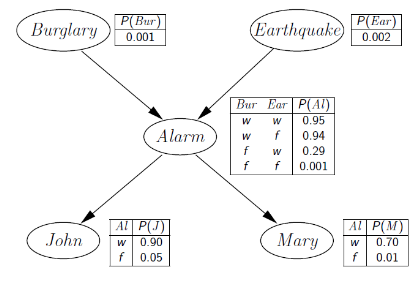 Burglary
P(Bur)
0.001
Earthquake
P(Ear)
0.002
Alarm
Bur Ear P(Al)
w w 0.95
w f 0.94
f w 0.29
f f 0.001
John
Al P(J)
w 0.90
f 0.05
Mary
Al P(M)
w 0.70
f 0.01